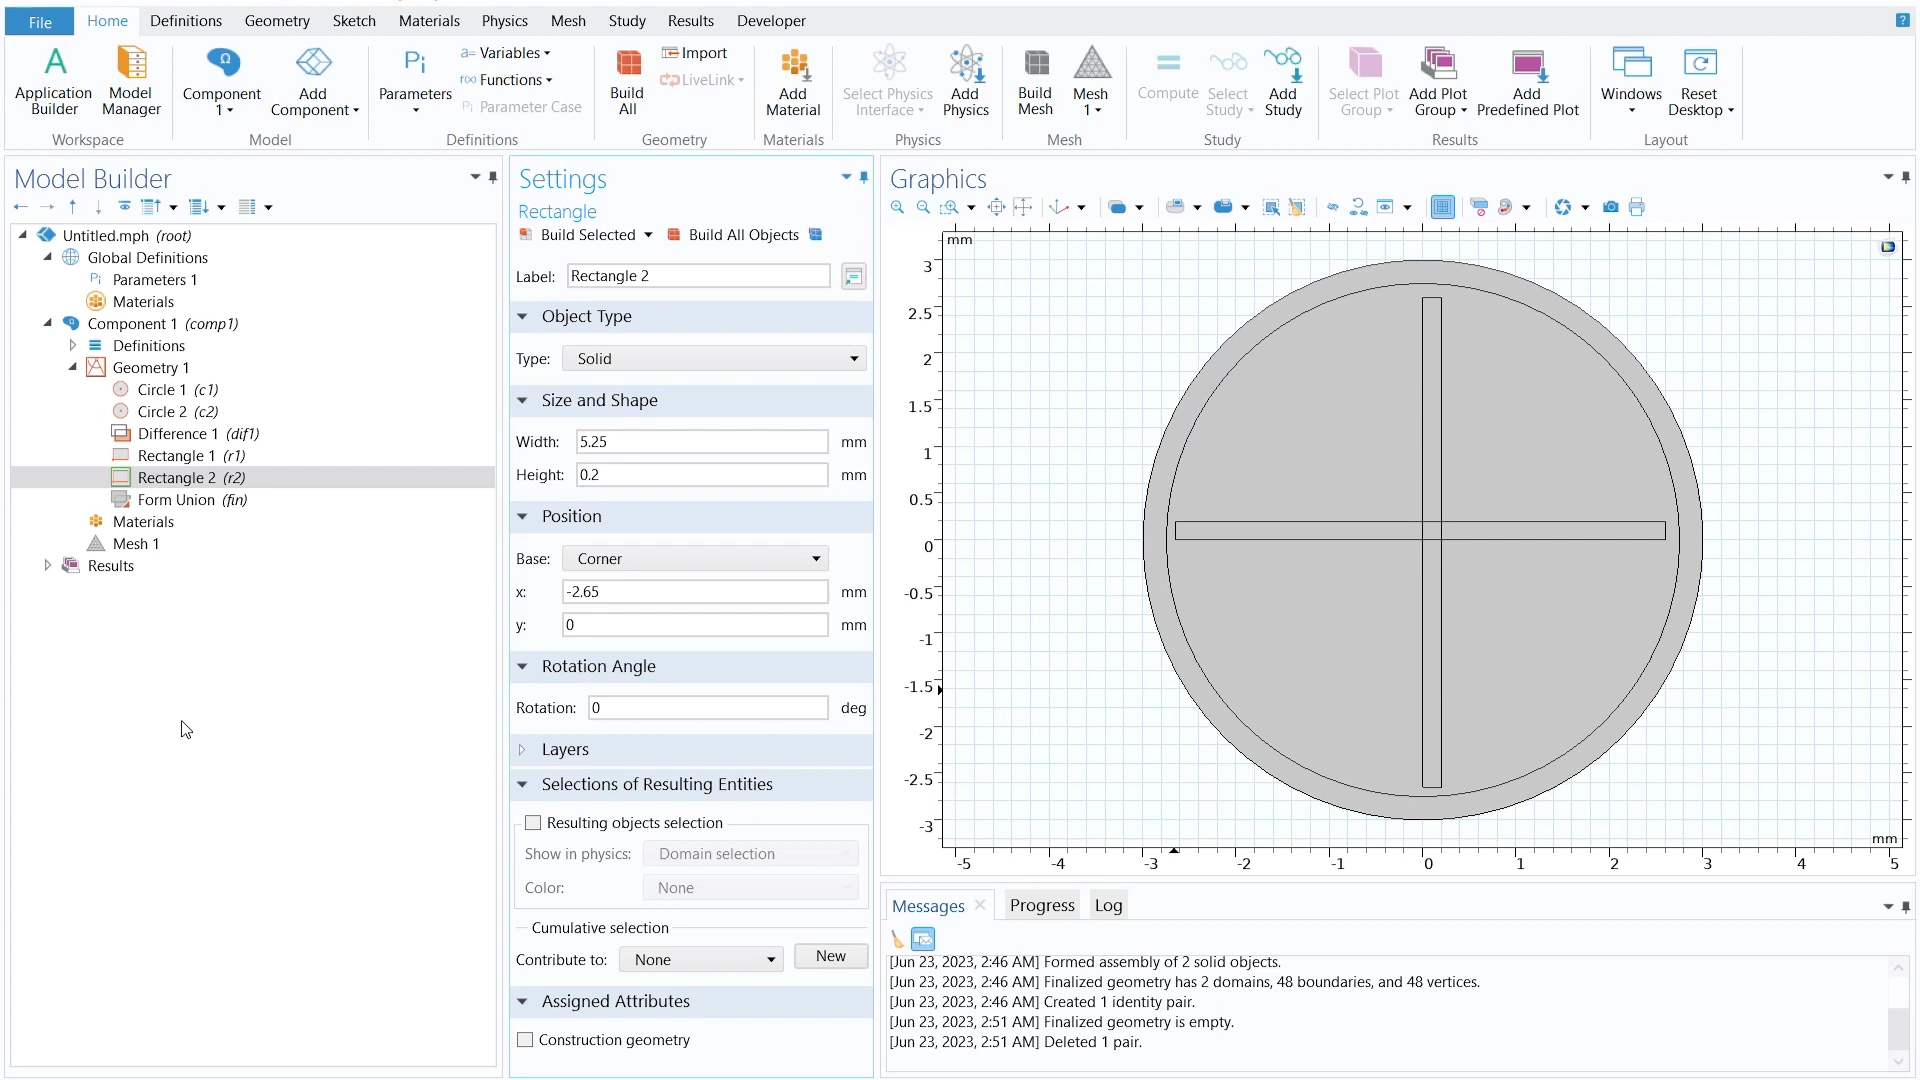 File Home Definitions Geometry Sketch Materials Physics Mesh Study Results Developer
Application Builder
Model Manager
Workspace
Component 1
Add Component
Model
Parameters
a= Variables
f(x) Functions
Pi Parameter Case
Definitions
Build All
Import
LiveLink
Geometry
Add Material
Materials
Select Physics Interface
Add Physics
Physics
Build Mesh
Mesh 1
Mesh
Compute
Select Study
Add Study
Study
Select Plot Group
Add Plot Group
Add Predefined Plot
Results
Windows
Reset Desktop
Layout
Model Builder
Untitled.mph (root)
Global Definitions
Pi Parameters 1
Materials
Component 1 (comp1)
Definitions
Geometry 1
Circle 1 (c1)
Circle 2 (c2)
Difference 1 (dif1)
Rectangle 1 (r1)
Rectangle 2 (r2)
Form Union (fin)
Materials
Mesh 1
Results
Settings
Rectangle
Build Selected Build All Objects
Label: Rectangle 2
Object Type
Type: Solid
Size and Shape
Width: 5.25 mm
Height: 0.2 mm
Position
Base: Corner
x: -2.65 mm
y: 0 mm
Rotation Angle
Rotation: 0 deg
Layers
Selections of Resulting Entities
Resulting objects selection
Show in physics: Domain selection
Color: None
Cumulative selection
Contribute to: None New
Assigned Attributes
Construction geometry
Graphics
mm
3
2.5
2
1.5
1
0.5
0
-0.5
-1
-1.5
-2
-2.5
-3
mm
-5 -4 -3 -2 -1 0 1 2 3 4 5
Messages Progress Log
[Jun 23, 2023, 2:46 AM] Formed assembly of 2 solid objects.
[Jun 23, 2023, 2:46 AM] Finalized geometry has 2 domains, 48 boundaries, and 48 vertices.
[Jun 23, 2023, 2:46 AM] Created 1 identity pair.
[Jun 23, 2023, 2:51 AM] Finalized geometry is empty.
[Jun 23, 2023, 2:51 AM] Deleted 1 pair.